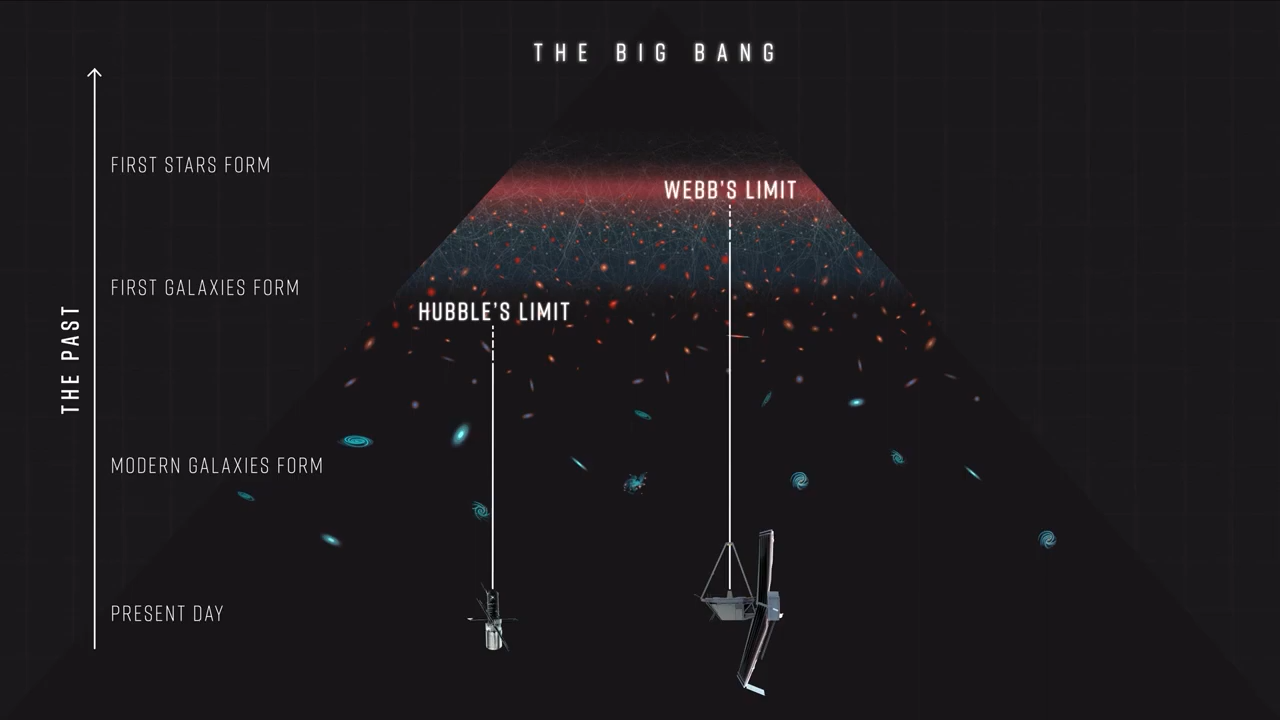 THE BIG BANG
FIRST STARS FORM
WEBB'S LIMIT
FIRST GALAXIES FORM
HUBBLE'S LIMIT
THE PAST
MODERN GALAXIES FORM
PRESENT DAY